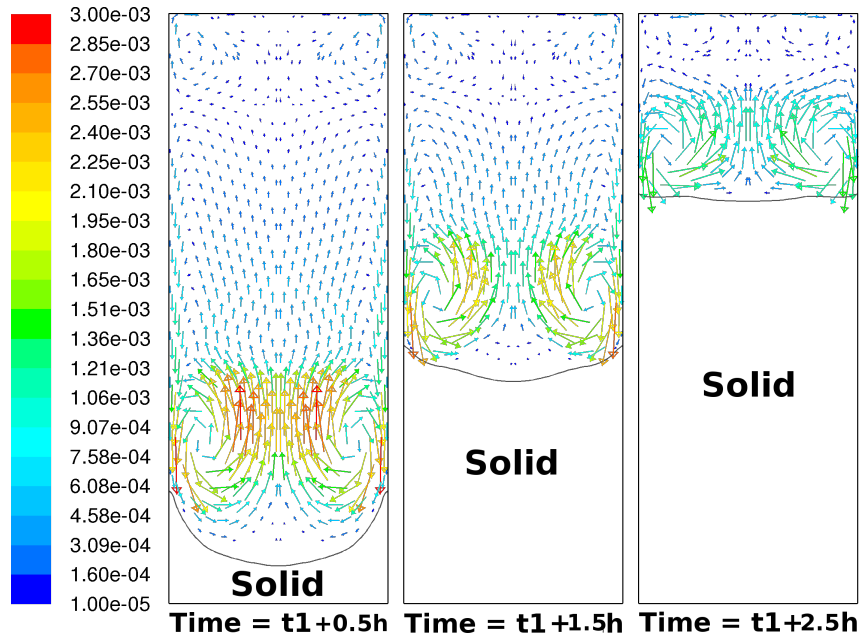 3.00e-03
2.85e-03
2.70e-03
2.55e-03
2.40e-03
2.25e-03
2.10e-03
1.95e-03
1.80e-03
1.65e-03
1.51e-03
1.36e-03
1.21e-03
1.06e-03
9.07e-04
7.58e-04
6.08e-04
4.58e-04
3.09e-04
1.60e-04
1.00e-05
Solid
Solid
Solid
Time = t1+0.5h
Time = t1+1.5h
Time = t1+2.5h